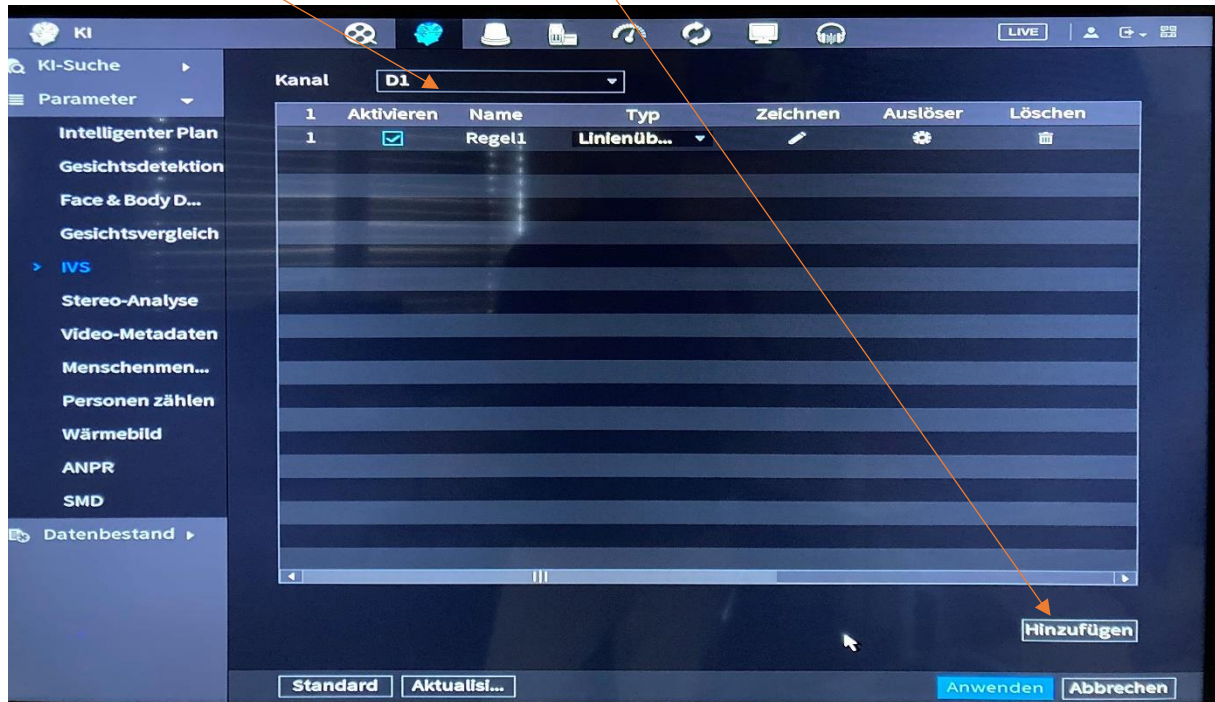 KI
LIVE
KI-Suche
Parameter
Intelligenter Plan
Gesichtsdetektion
Face & Body D...
Gesichtsvergleich
> IVS
Stereo-Analyse
Video-Metadaten
Menschenmen...
Personen zählen
Wärmebild
ANPR
SMD
Datenbestand
Kanal D1
1 Aktivieren Name Typ Zeichnen Auslöser Löschen
1 Regel1 Linienüb...
Hinzufügen
Standard Aktualisi... Anwenden Abbrechen